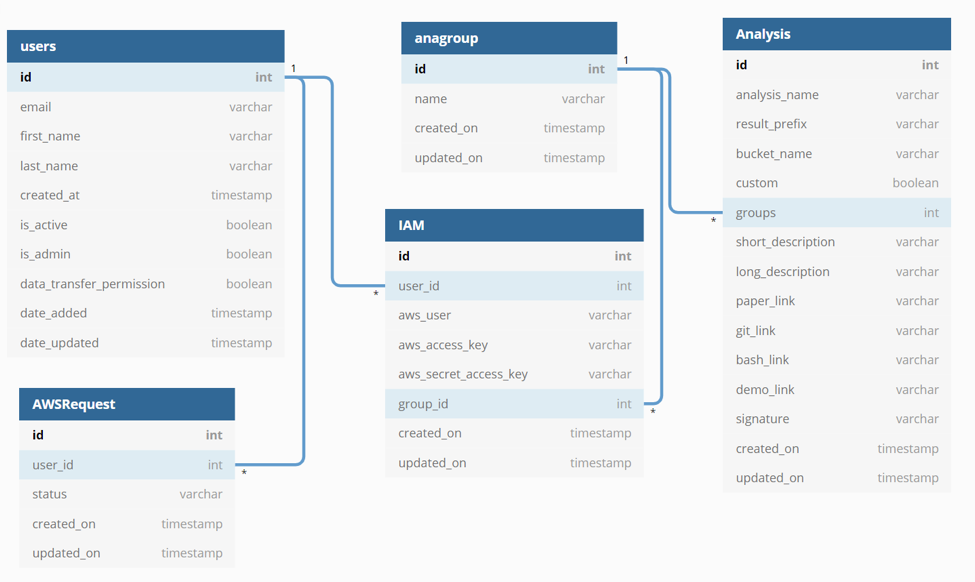 users
id int
email varchar
first_name varchar
last_name varchar
created_at timestamp
is_active boolean
is_admin boolean
data_transfer_permission boolean
date_added timestamp
date_updated timestamp
1
*
AWSRequest
id int
user_id int
status varchar
created_on timestamp
updated_on timestamp
*
anagroup
id int
name varchar
created_on timestamp
updated_on timestamp
1
*
IAM
id int
user_id int
aws_user varchar
aws_access_key varchar
aws_secret_access_key varchar
group_id int
created_on timestamp
updated_on timestamp
*
Analysis
id int
analysis_name varchar
result_prefix varchar
bucket_name varchar
custom boolean
groups int
short_description varchar
long_description varchar
paper_link varchar
git_link varchar
bash_link varchar
demo_link varchar
signature varchar
created_on timestamp
updated_on timestamp